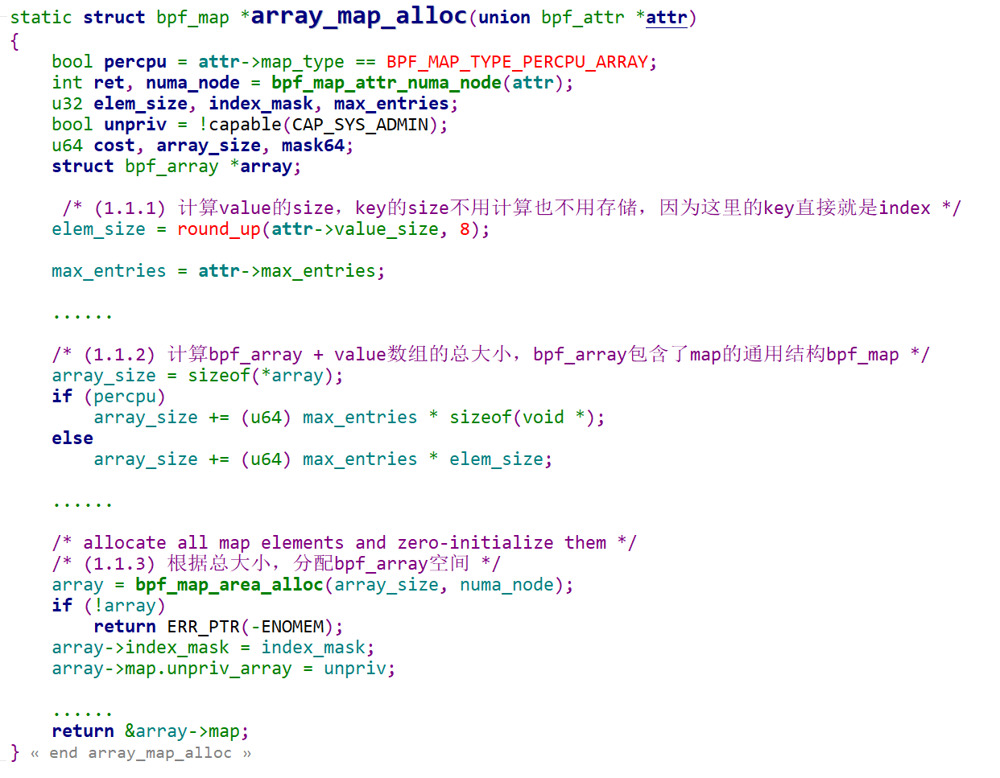 static struct bpf_map *array_map_alloc(union bpf_attr *attr)
{
    bool percpu = attr->map_type == BPF_MAP_TYPE_PERCPU_ARRAY;
    int ret, numa_node = bpf_map_attr_numa_node(attr);
    u32 elem_size, index_mask, max_entries;
    bool unpriv = !capable(CAP_SYS_ADMIN);
    u64 cost, array_size, mask64;
    struct bpf_array *array;

     /* (1.1.1) 计算value的size，key的size不用计算也不用存储，因为这里的key直接就是index */
    elem_size = round_up(attr->value_size, 8);

    max_entries = attr->max_entries;

    ......

    /* (1.1.2) 计算bpf_array + value数组的总大小，bpf_array包含了map的通用结构bpf_map */
    array_size = sizeof(*array);
    if (percpu)
        array_size += (u64) max_entries * sizeof(void *);
    else
        array_size += (u64) max_entries * elem_size;

    ......

    /* allocate all map elements and zero-initialize them */
    /* (1.1.3) 根据总大小，分配bpf_array空间 */
    array = bpf_map_area_alloc(array_size, numa_node);
    if (!array)
        return ERR_PTR(-ENOMEM);
    array->index_mask = index_mask;
    array->map.unpriv_array = unpriv;

    ......
    return &array->map;
} « end array_map_alloc »